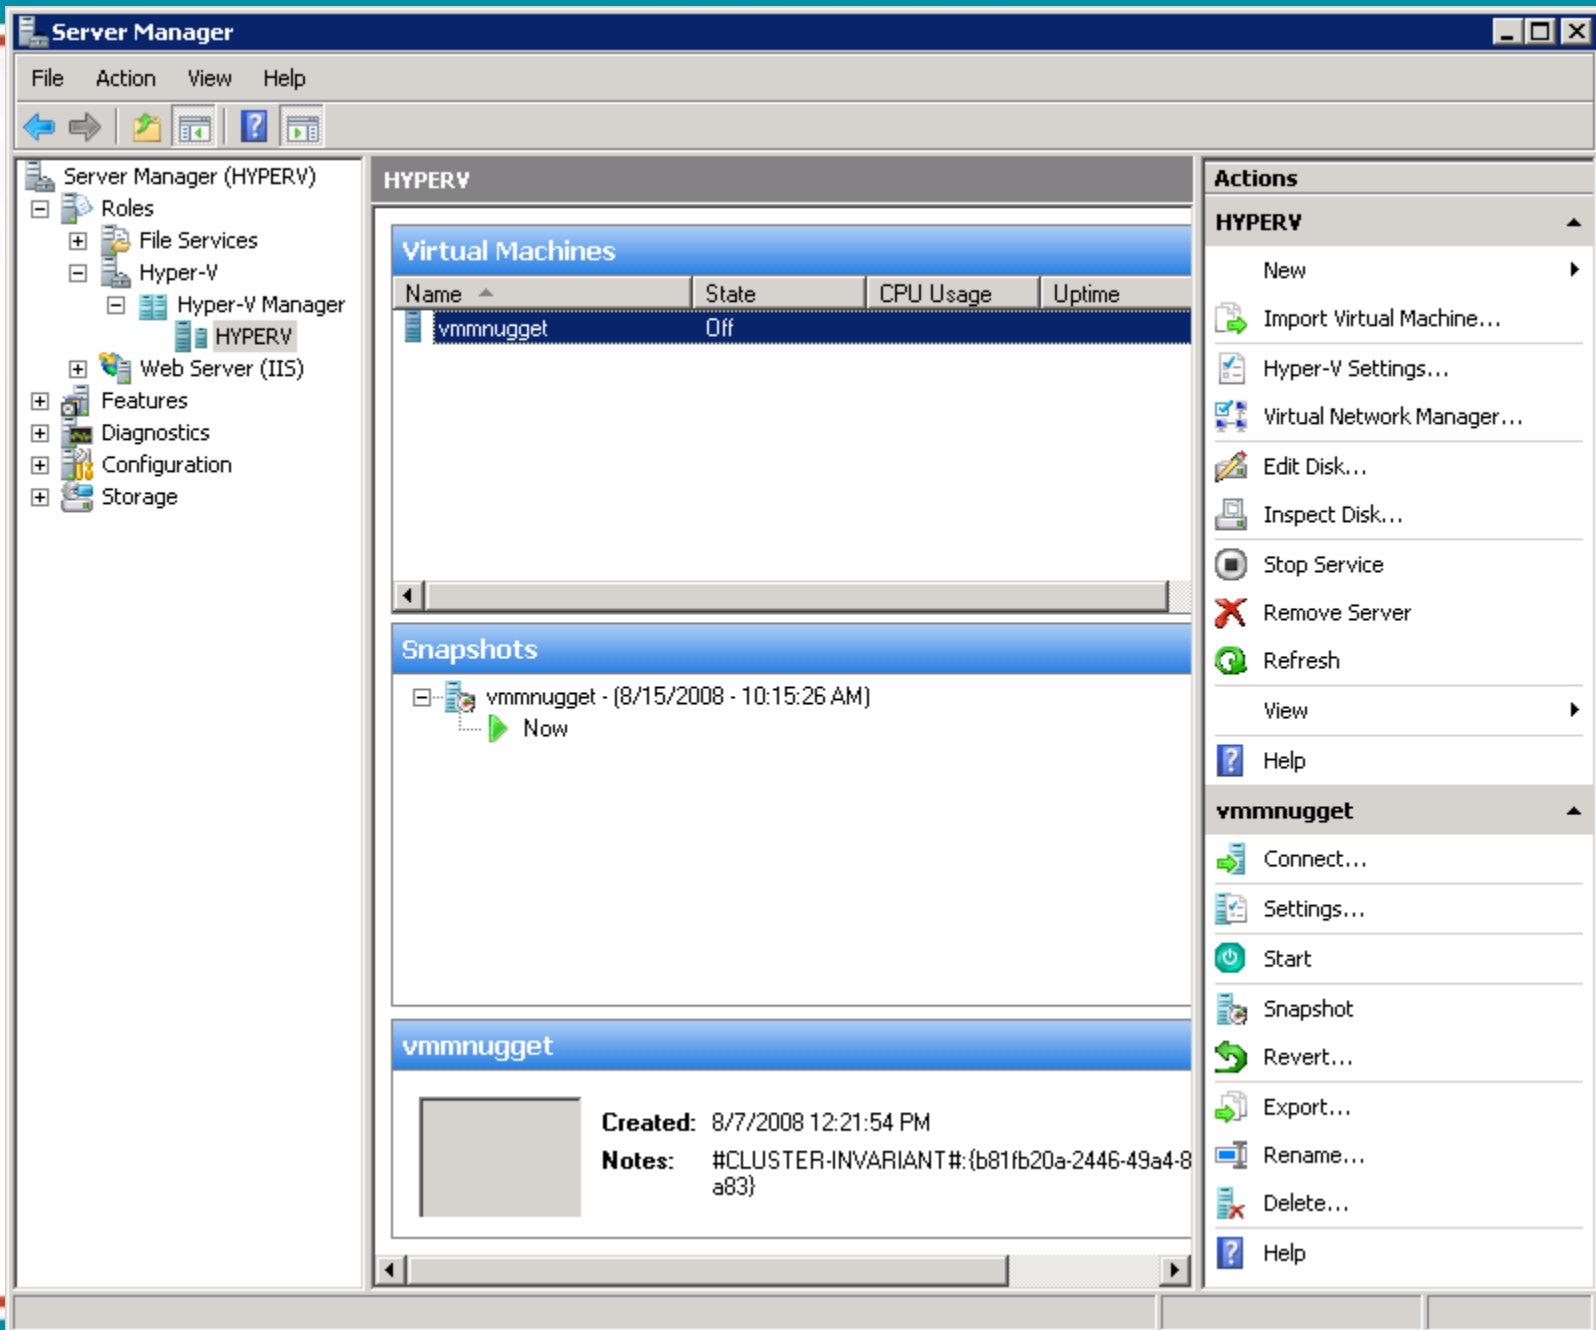 Server Manager
File Action View Help
Server Manager (HYPERV)
Roles
File Services
Hyper-V
Hyper-V Manager
HYPERV
Web Server (IIS)
Features
Diagnostics
Configuration
Storage
HYPERV
Virtual Machines
Name State CPU Usage Uptime
vmmnugget Off
Snapshots
vmmnugget - (8/15/2008 - 10:15:26 AM)
Now
vmmnugget
Created: 8/7/2008 12:21:54 PM
Notes: #CLUSTER-INVARIANT#:{b81fb20a-2446-49a4-8
a83}
Actions
HYPERV
New
Import Virtual Machine...
Hyper-V Settings...
Virtual Network Manager...
Edit Disk...
Inspect Disk...
Stop Service
Remove Server
Refresh
View
Help
vmmnugget
Connect...
Settings...
Start
Snapshot
Revert...
Export...
Rename...
Delete...
Help